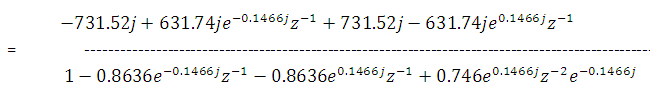 −731.52j + 631.74je^{−0.1466j}z^{−1} + 731.52j − 631.74je^{0.1466j}z^{−1}
= --------------------------------------------------------------------------------
1 − 0.8636e^{−0.1466j}z^{−1} − 0.8636e^{0.1466j}z^{−1} + 0.746e^{0.1466j}z^{−2}e^{−0.1466j}